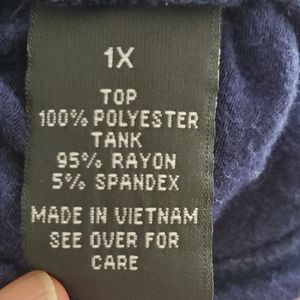 1X
TOP
100% POLYESTER
TANK
95% RAYON
5% SPANDEX
MADE IN VIETNAM
SEE OVER FOR
CARE